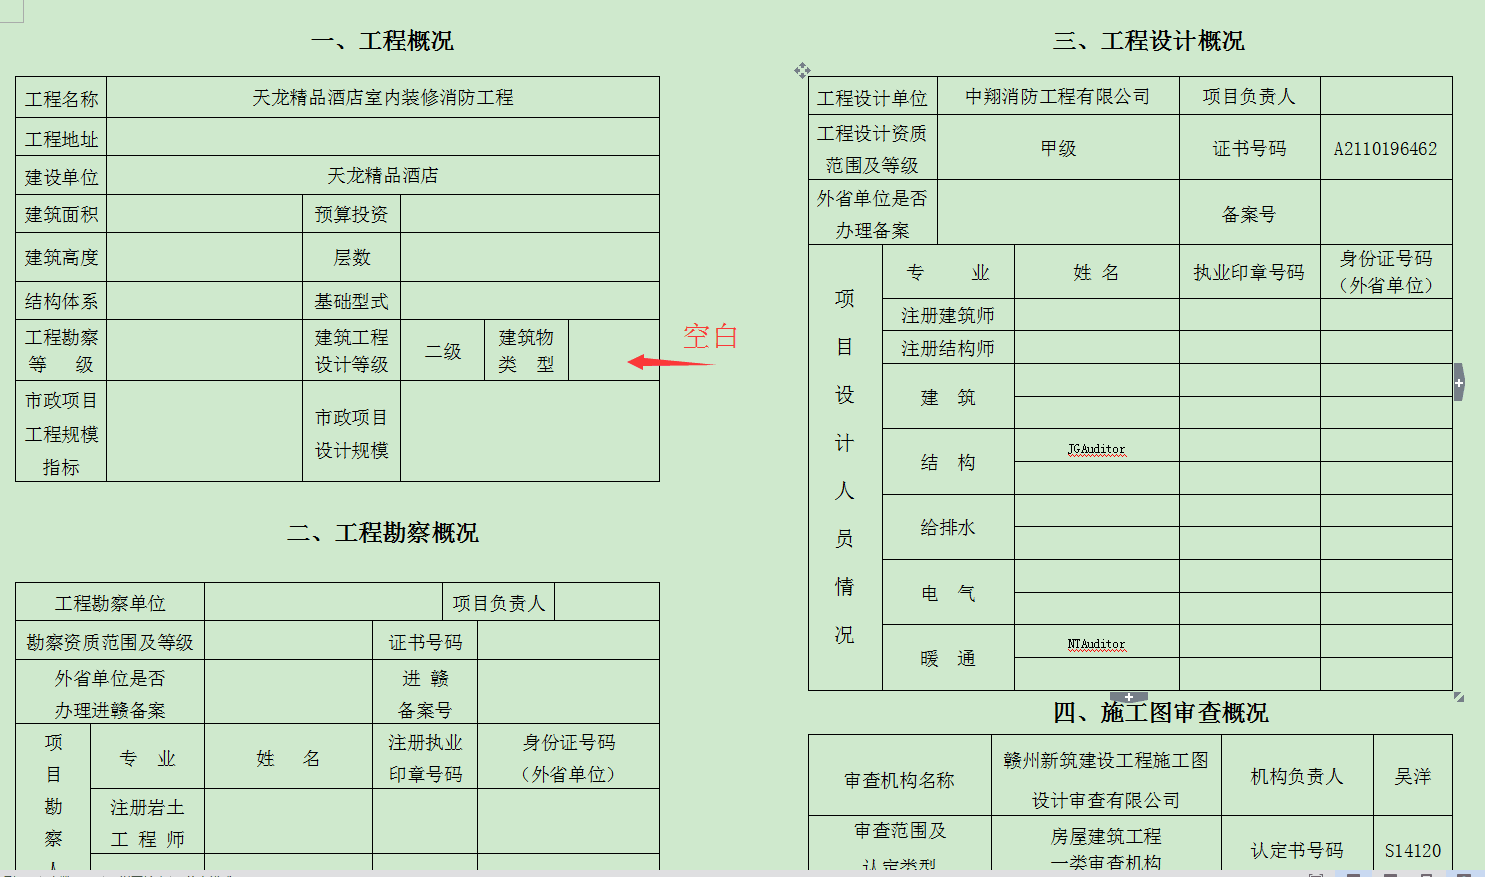 一、工程概况
工程名称 天龙精品酒店室内装修消防工程
工程地址
建设单位 天龙精品酒店
建筑面积 预算投资
建筑高度 层数
结构体系 基础型式
工程勘察 建筑工程 二级 建筑物
等 级 设计等级 类 型
空白
市政项目
工程规模
指标
市政项目
设计规模
二、工程勘察概况
工程勘察单位 项目负责人
勘察资质范围及等级 证书号码
外省单位是否 进 赣
办理进赣备案 备案号
项
目
勘
察
专 业 姓 名
注册执业
印章号码
身份证号码
（外省单位）
注册岩土
工 程 师
三、工程设计概况
工程设计单位 中翔消防工程有限公司 项目负责人
工程设计资质
范围及等级
甲级 证书号码 A2110196462
外省单位是否
办理备案
备案号
项
目
设
计
人
员
情
况
专 业 姓 名 执业印章号码
身份证号码
（外省单位）
注册建筑师
注册结构师
建 筑
结 构 JGAuditor
给排水
电 气
暖 通 NTAuditor
四、施工图审查概况
审查机构名称
赣州新筑建设工程施工图
设计审查有限公司
机构负责人 吴洋
审查范围及
认定类型
房屋建筑工程
一类审查机构
认定书号码 S14120